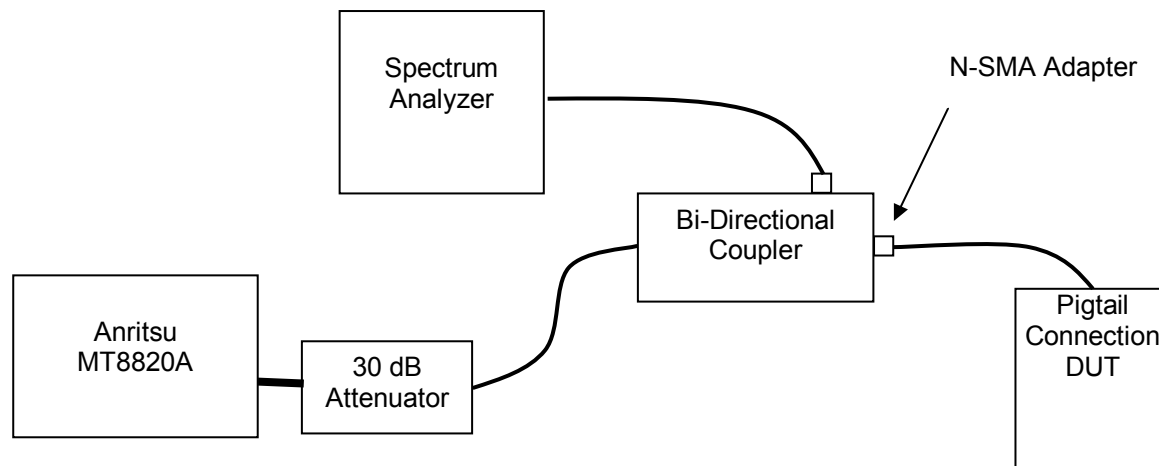 Spectrum
Analyzer
N-SMA Adapter
Bi-Directional
Coupler
Anritsu
MT8820A
30 dB
Attenuator
Pigtail
Connection
DUT